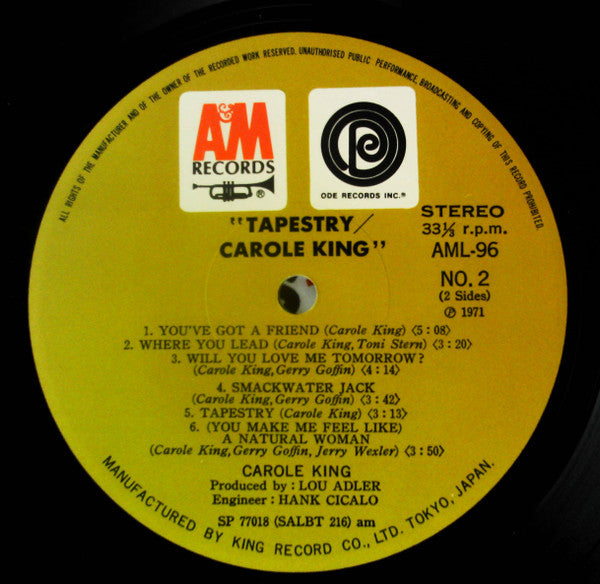 ALL RIGHTS OF THE MANUFACTURER AND OF THE OWNER OF THE RECORDED WORK RESERVED. UNAUTHORISED PUBLIC PERFORMANCE, BROADCASTING AND COPYING OF THIS RECORD PROHIBITED.
A&M
RECORDS
®
ODE RECORDS INC.®
"TAPESTRY/
CAROLE KING"
STEREO
33⅓ r.p.m.
AML-96
NO. 2
(2 Sides)
℗ 1971
1. YOU'VE GOT A FRIEND (Carole King) 〈5:08〉
2. WHERE YOU LEAD (Carole King, Toni Stern) 〈3:20〉
3. WILL YOU LOVE ME TOMORROW?
(Carole King, Gerry Goffin) 〈4:14〉
4. SMACKWATER JACK
(Carole King, Gerry Goffin) 〈3:42〉
5. TAPESTRY (Carole King) 〈3:13〉
6. (YOU MAKE ME FEEL LIKE)
A NATURAL WOMAN
(Carole King, Gerry Goffin, Jerry Wexler) 〈3:50〉
CAROLE KING
Produced by : LOU ADLER
Engineer : HANK CICALO
SP 77018 (SALBT 216) am
MANUFACTURED BY KING RECORD CO., LTD. TOKYO, JAPAN.